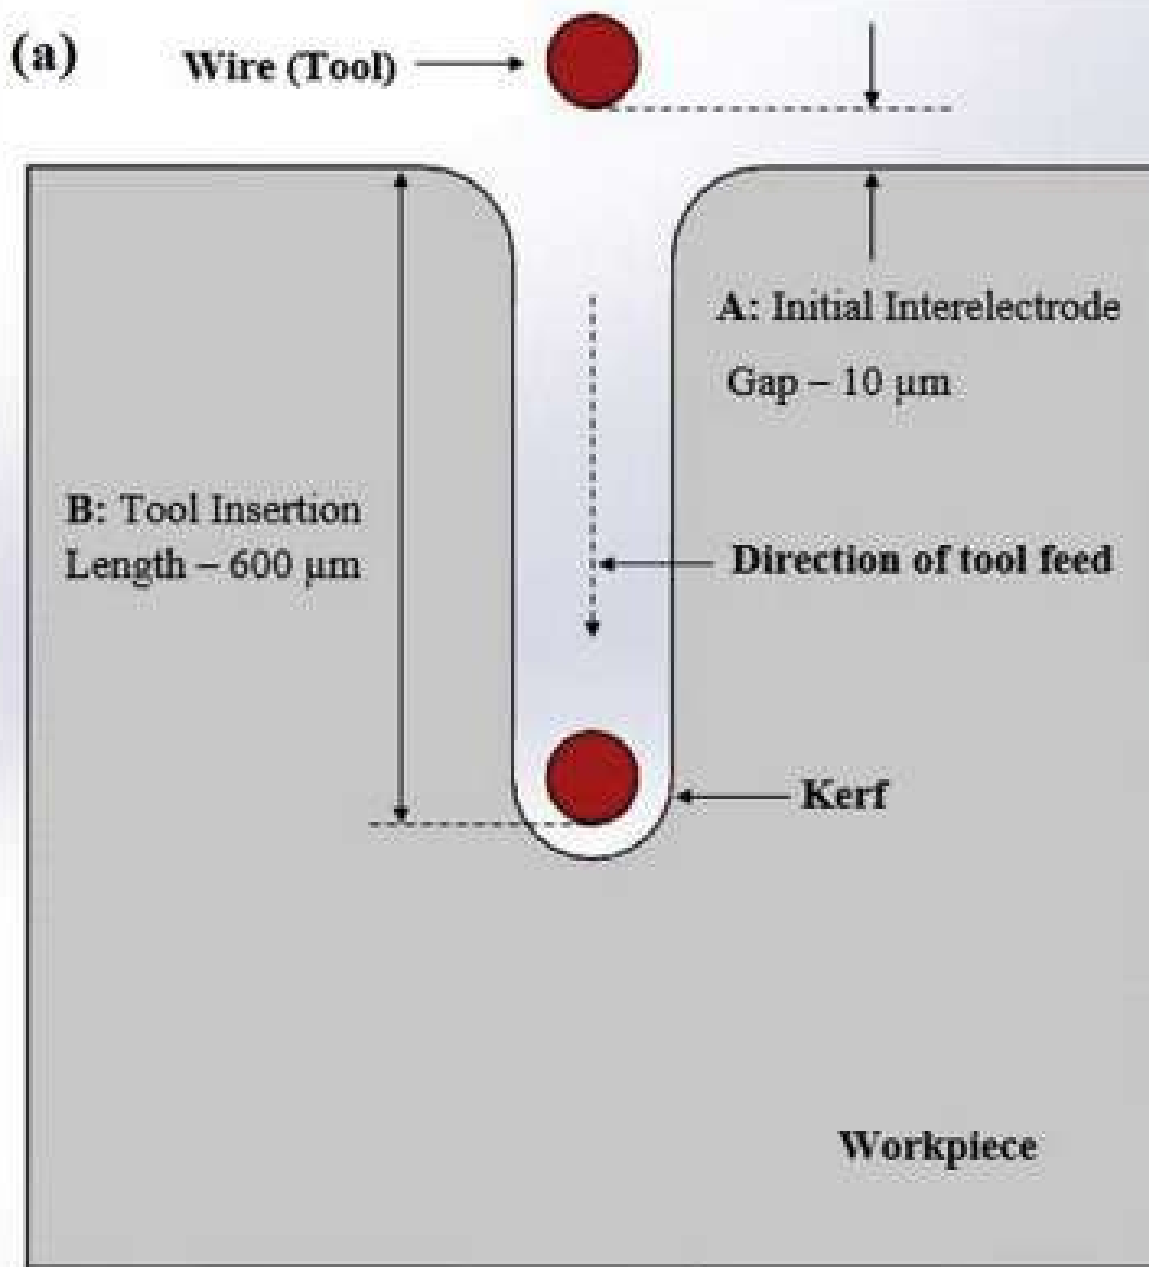 (a)
Wire (Tool)
A: Initial Interelectrode
Gap – 10 μm
B: Tool Insertion
Length – 600 μm
Direction of tool feed
Kerf
Workpiece